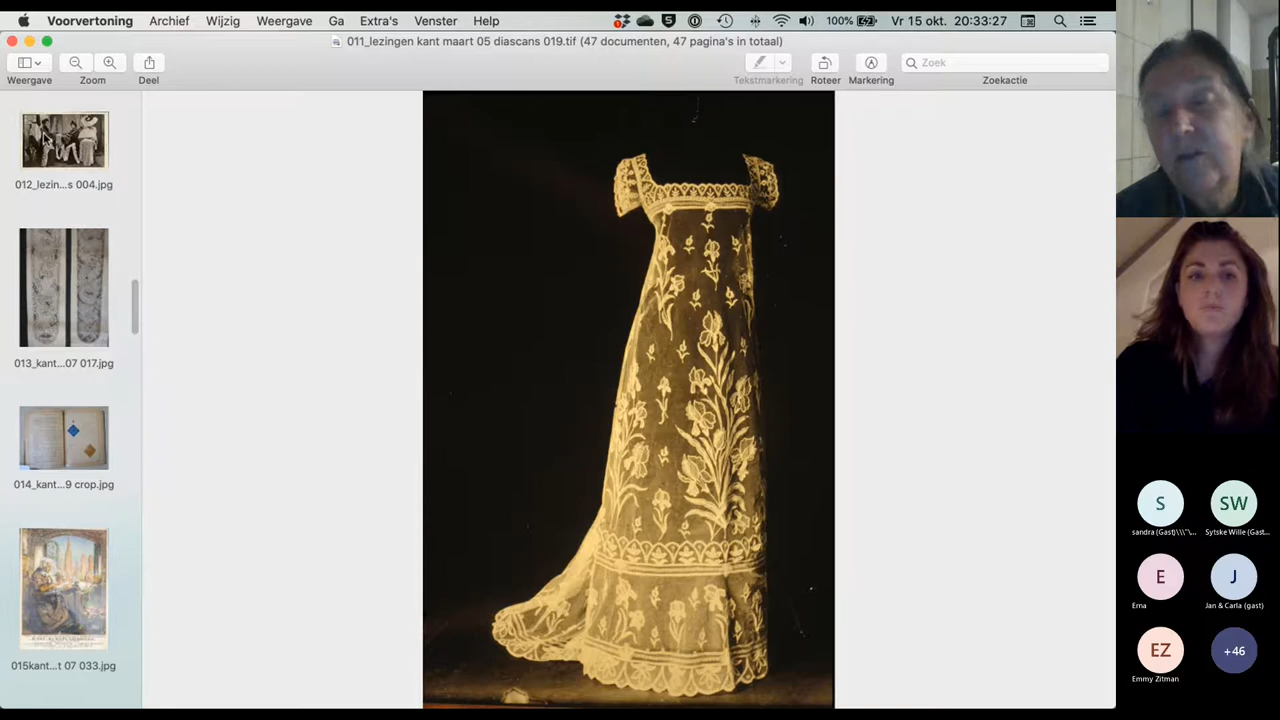 Voorvertoning Archief Wijzig Weergave Ga Extra's Venster Help 100% Vr 15 okt. 20:33:27
011_lezingen kant maart 05 diascans 019.tif (47 documenten, 47 pagina's in totaal)
Zoek
Weergave Zoom Deel Tekstmarkering Roteer Markering Zoekactie
012_lezin...s 004.jpg
013_kant...07 017.jpg
014_kant...9 crop.jpg
015kant...t 07 033.jpg
S SW
sandra (Gast)\\\"\,... Sytske Wille (Gast...
E J
Erna Jan & Carla (gast)
EZ +46
Emmy Zitman